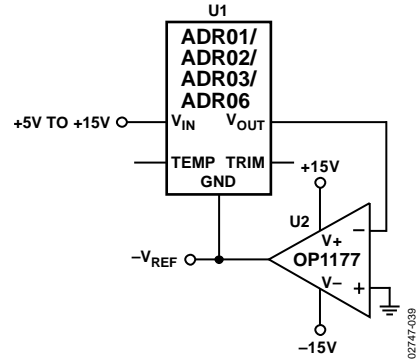 U1
ADR01/
ADR02/
ADR03/
ADR06
+5V TO +15V
VIN
VOUT
TEMP
TRIM
GND
+15V
U2
V+
−
–VREF
OP1177
V–
+
–15V
02747-039